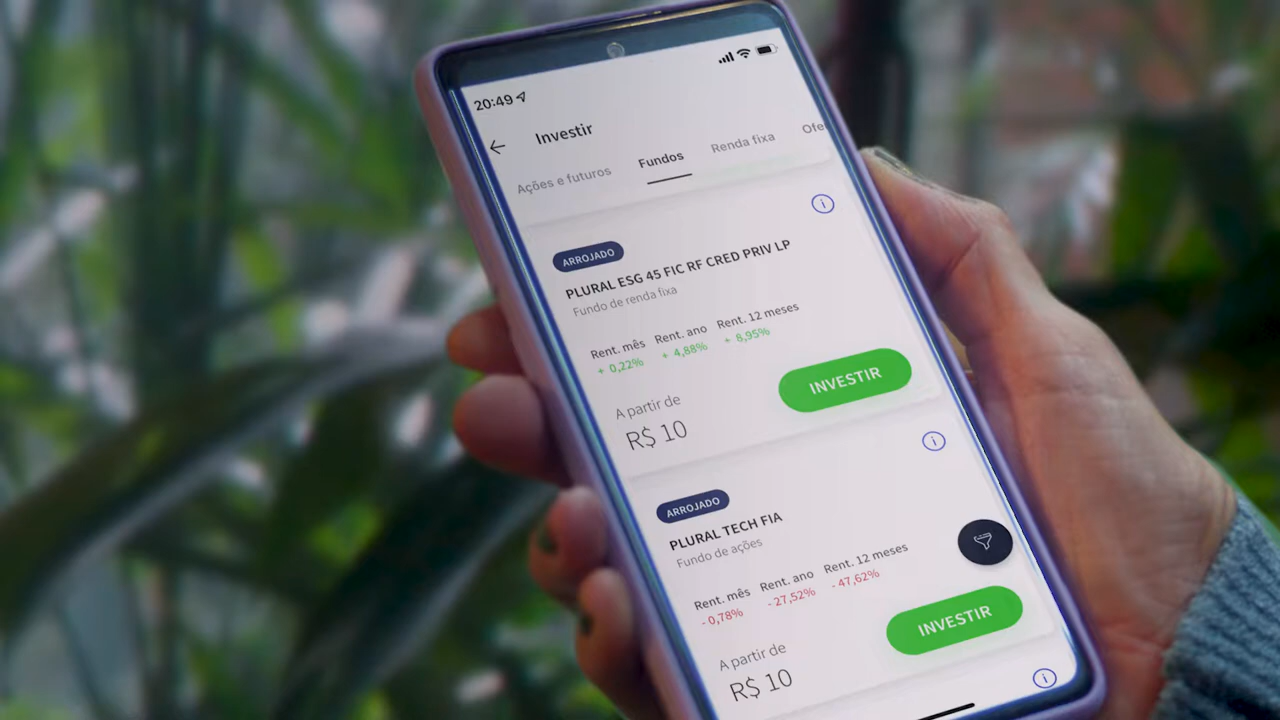 20:49
Investir
Ações e futuros Fundos Renda fixa Ofe
ARROJADO
PLURAL ESG 45 FIC RF CRED PRIV LP
Fundo de renda fixa
Rent. mês Rent. ano Rent. 12 meses
+ 0,22% + 4,88% + 8,95%
A partir de
R$ 10
INVESTIR
ARROJADO
PLURAL TECH FIA
Fundo de ações
Rent. mês Rent. ano Rent. 12 meses
- 0,78% - 27,52% - 47,62%
A partir de
R$ 10
INVESTIR